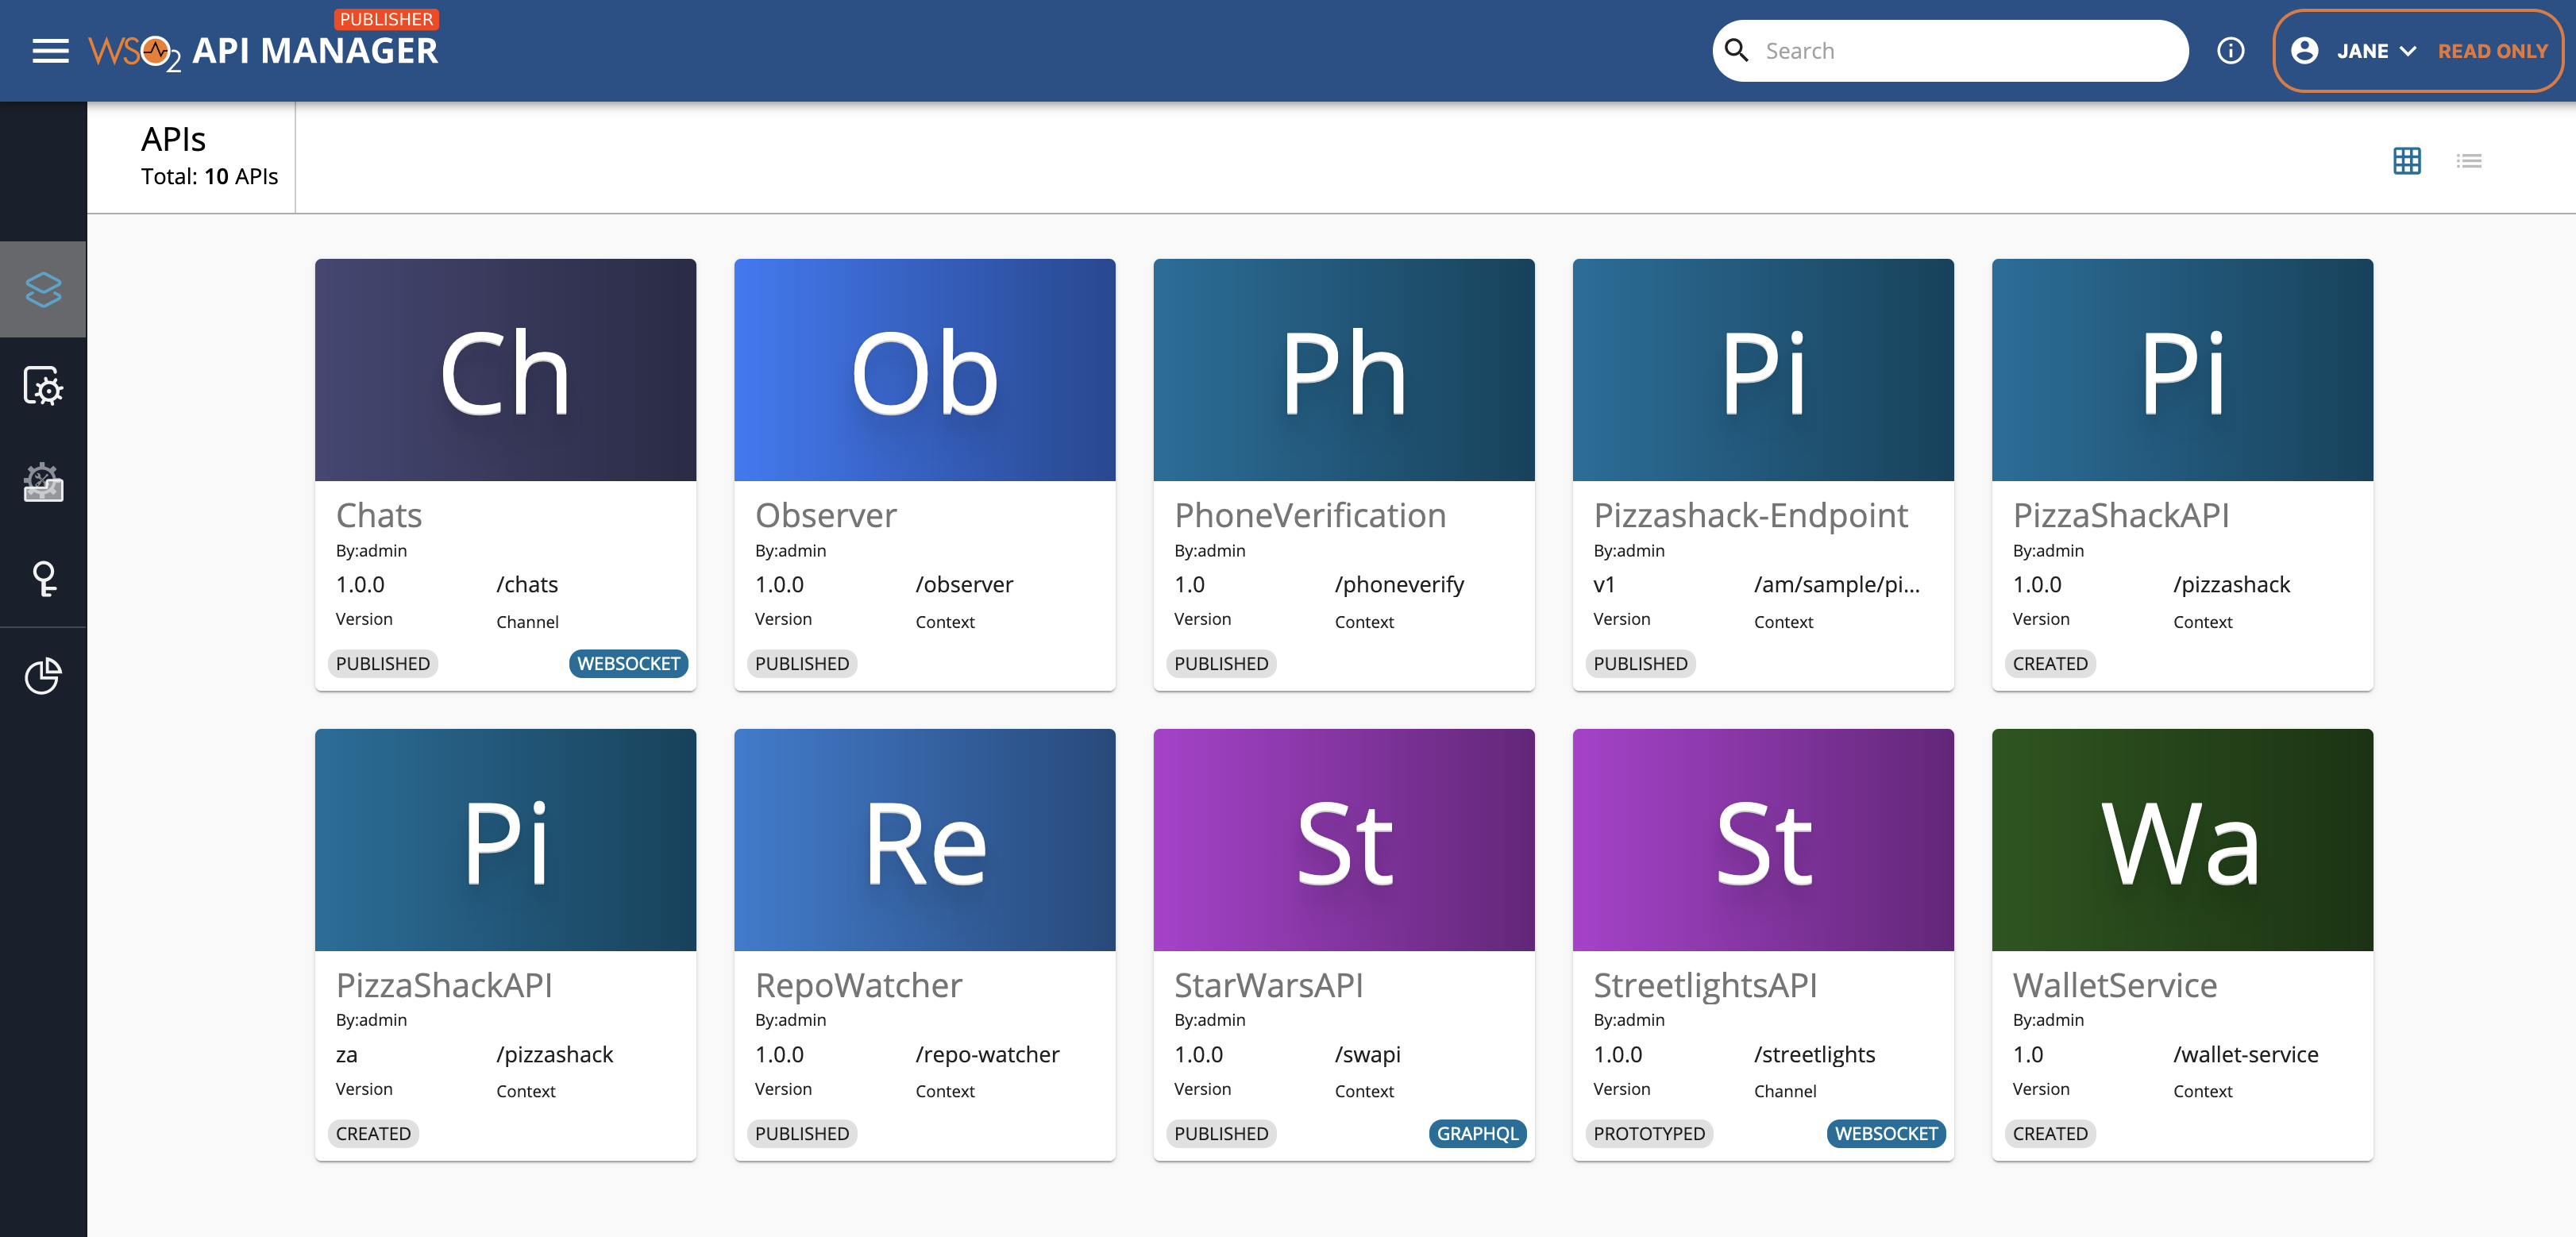 PUBLISHER
WSO2 API MANAGER
Search
JANE
READ ONLY
APIs
Total: 10 APIs
Ch
Ob
Ph
Pi
Pi
Chats
By:admin
1.0.0 /chats
Version Channel
PUBLISHED WEBSOCKET
Observer
By:admin
1.0.0 /observer
Version Context
PUBLISHED
PhoneVerification
By:admin
1.0 /phoneverify
Version Context
PUBLISHED
Pizzashack-Endpoint
By:admin
v1 /am/sample/pi...
Version Context
PUBLISHED
PizzaShackAPI
By:admin
1.0.0 /pizzashack
Version Context
CREATED
Pi
Re
St
St
Wa
PizzaShackAPI
By:admin
za /pizzashack
Version Context
CREATED
RepoWatcher
By:admin
1.0.0 /repo-watcher
Version Context
PUBLISHED
StarWarsAPI
By:admin
1.0.0 /swapi
Version Context
PUBLISHED GRAPHQL
StreetlightsAPI
By:admin
1.0.0 /streetlights
Version Channel
PROTOTYPED WEBSOCKET
WalletService
By:admin
1.0 /wallet-service
Version Context
CREATED